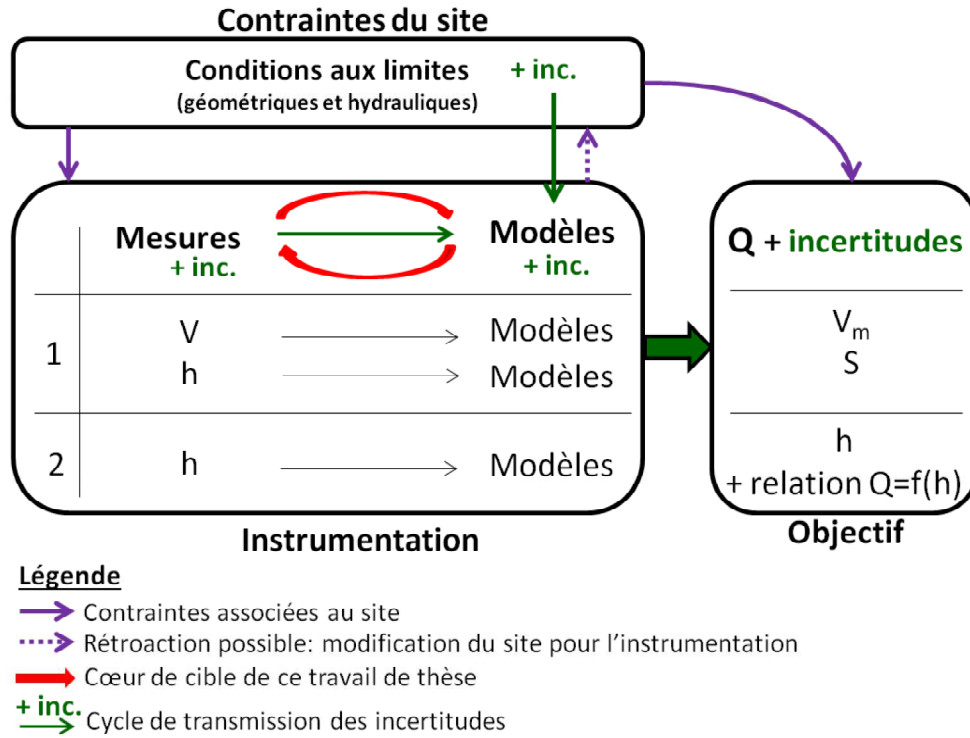 Contraintes du site
Conditions aux limites + inc.
(géométriques et hydrauliques)
Mesures Modèles
+ inc. + inc.
Q + incertitudes
1
V Modèles
h Modèles
Vm
S
2 h Modèles
h
+ relation Q=f(h)
Instrumentation
Objectif
Légende
Contraintes associées au site
Rétroaction possible: modification du site pour l'instrumentation
Cœur de cible de ce travail de thèse
+ inc.
Cycle de transmission des incertitudes